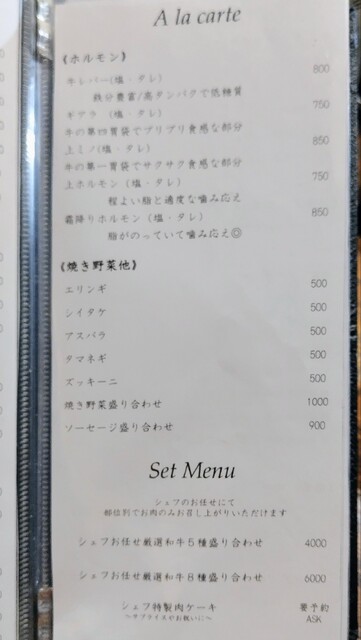 A la carte
《ホルモン》
牛レバー(塩・タレ) 800
鉄分豊富/高タンパクで低糖質
ギアラ (塩・タレ) 750
牛の第四胃袋でプリプリ食感な部分
上ミノ(塩・タレ) 850
牛の第一胃袋でサクサク食感な部分
上ホルモン (塩・タレ) 750
程よい脂と適度な噛み応え
霜降りホルモン (塩・タレ) 850
脂がのっていて噛み応え◎
《焼き野菜他》
エリンギ 500
シイタケ 500
アスパラ 500
タマネギ 500
ズッキーニ 500
焼き野菜盛り合わせ 1000
ソーセージ盛り合わせ 900
Set Menu
シェフのお任せにて
部位別でお肉のみお召し上がりいただけます
シェフお任せ厳選和牛5種盛り合わせ 4000
シェフお任せ厳選和牛8種盛り合わせ 6000
シェフ特製肉ケーキ 要予約
～サプライズやお祝いに～ ASK